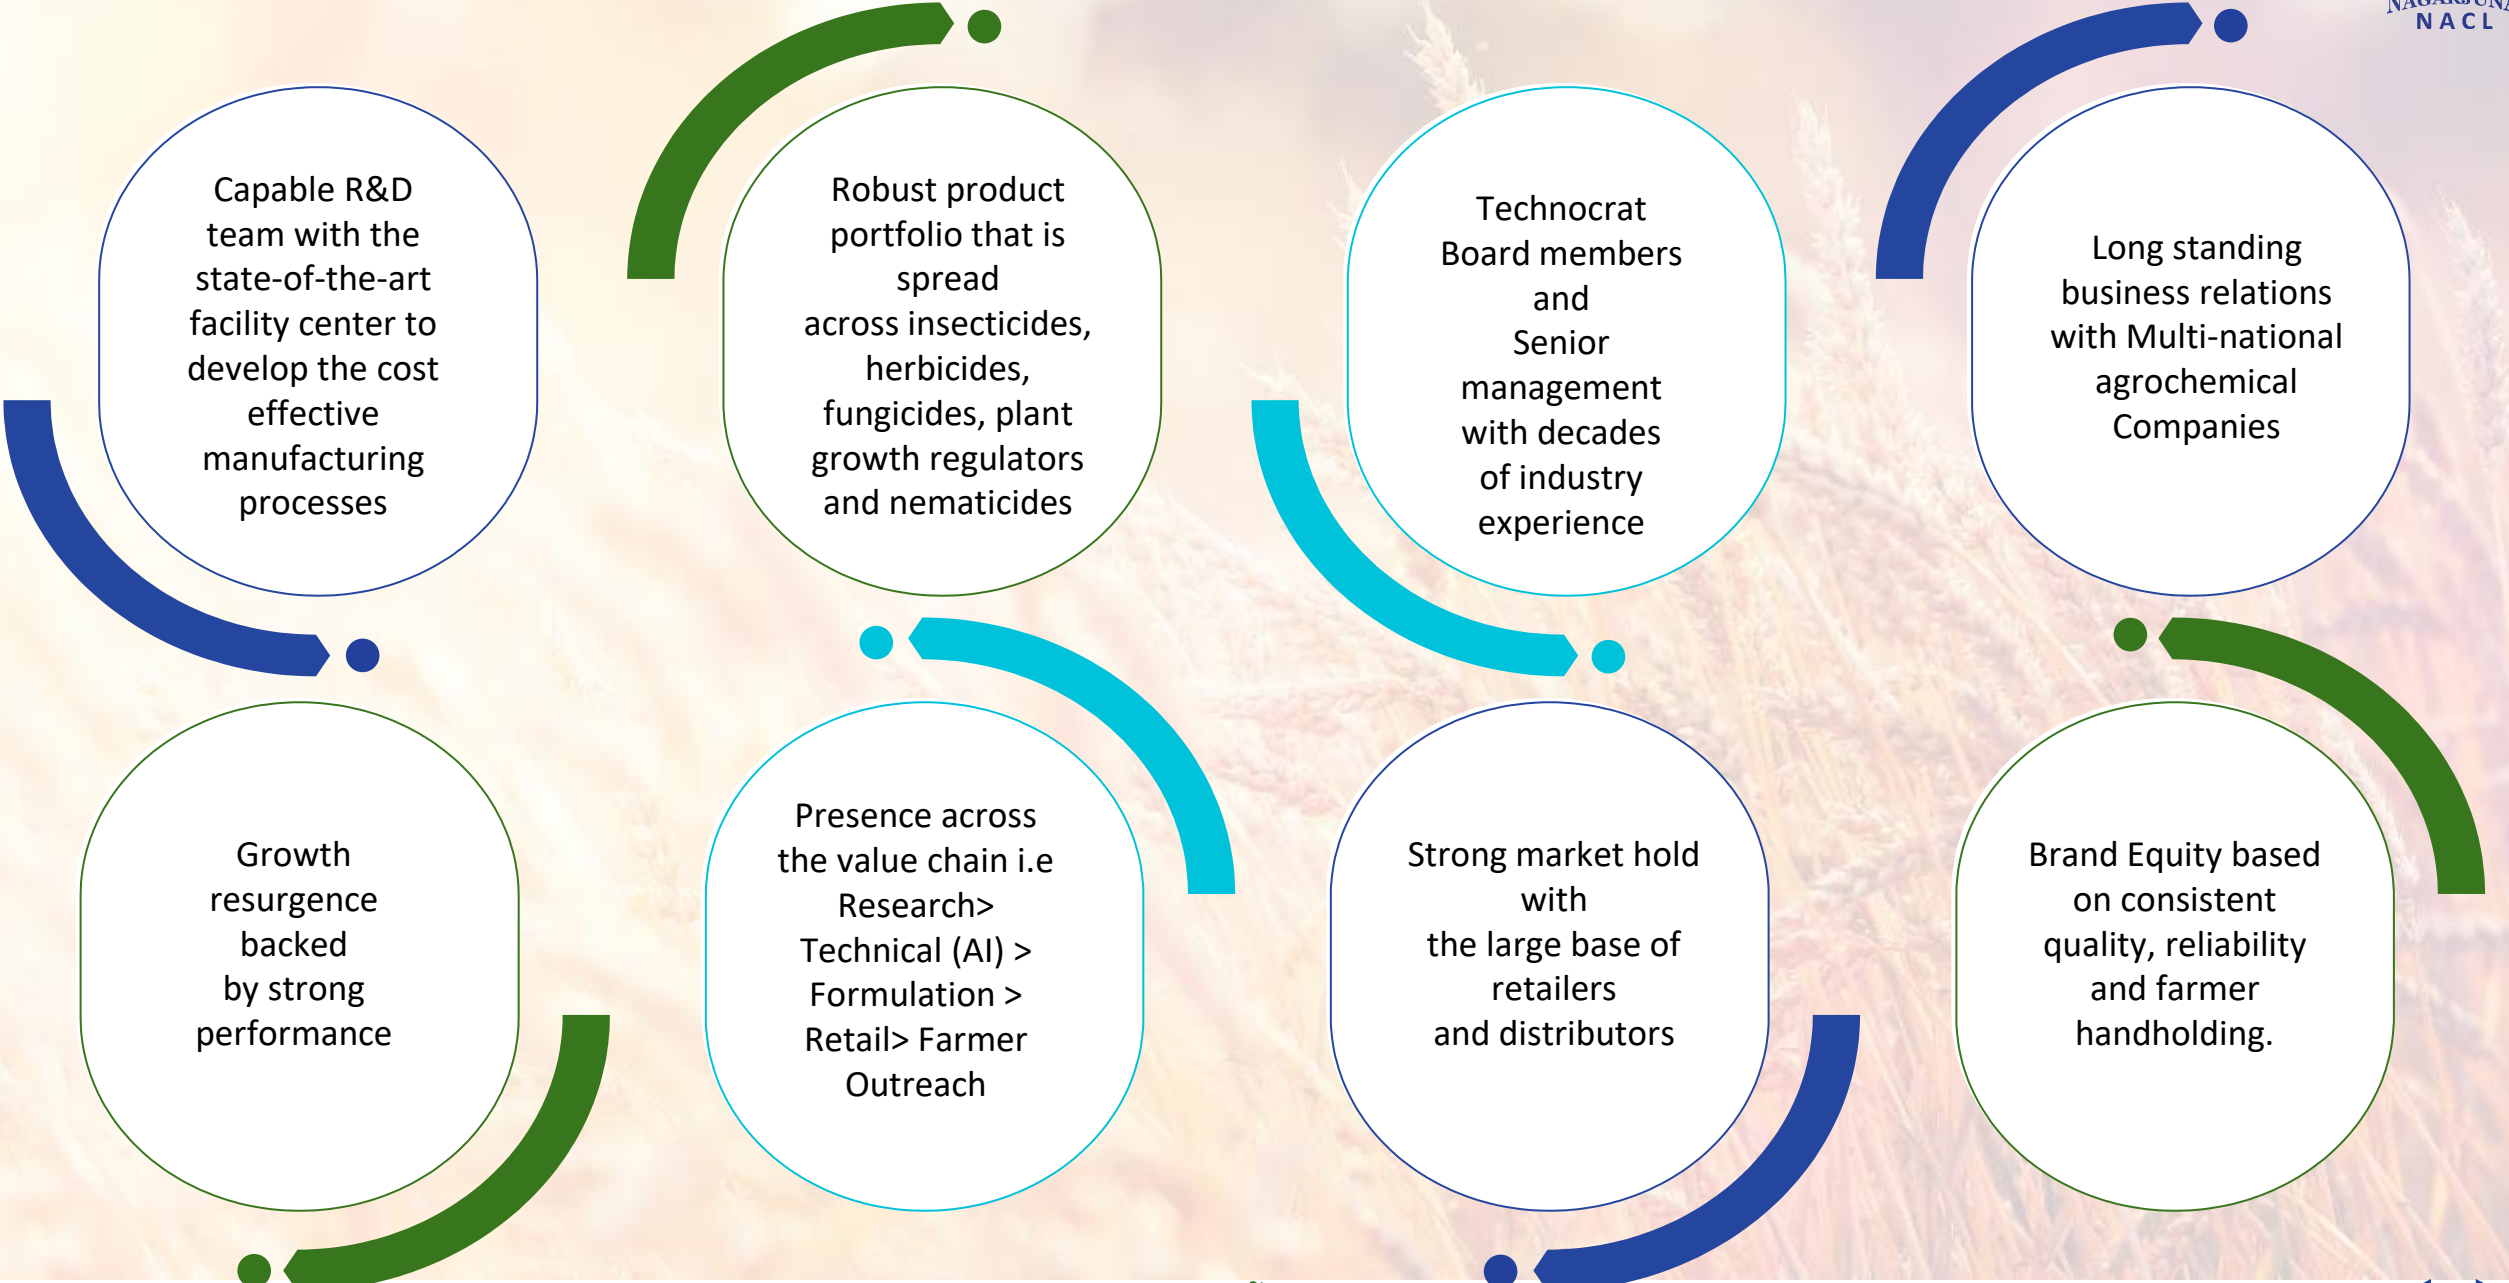 NAGARJUNA
NACL
Capable R&D
team with the
state-of-the-art
facility center to
develop the cost
effective
manufacturing
processes
Robust product
portfolio that is
spread
across insecticides,
herbicides,
fungicides, plant
growth regulators
and nematicides
Technocrat
Board members
and
Senior
management
with decades
of industry
experience
Long standing
business relations
with Multi-national
agrochemical
Companies
Growth
resurgence
backed
by strong
performance
Presence across
the value chain i.e
Research>
Technical (AI) >
Formulation >
Retail> Farmer
Outreach
Strong market hold
with
the large base of
retailers
and distributors
Brand Equity based
on consistent
quality, reliability
and farmer
handholding.